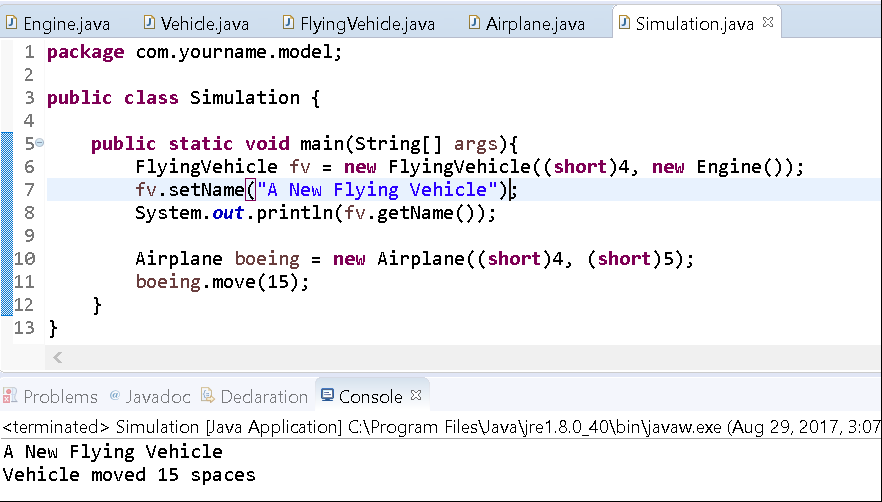 Engine.java Vehicle.java FlyingVehicle.java Airplane.java Simulation.java
1 package com.yourname.model;
2
3 public class Simulation {
4
5 public static void main(String[] args){
6 FlyingVehicle fv = new FlyingVehicle((short)4, new Engine());
7 fv.setName("A New Flying Vehicle");
8 System.out.println(fv.getName());
9
10 Airplane boeing = new Airplane((short)4, (short)5);
11 boeing.move(15);
12 }
13 }
Problems @ Javadoc Declaration Console
<terminated> Simulation [Java Application] C:\Program Files\Java\jre1.8.0_40\bin\javaw.exe (Aug 29, 2017, 3:07
A New Flying Vehicle
Vehicle moved 15 spaces